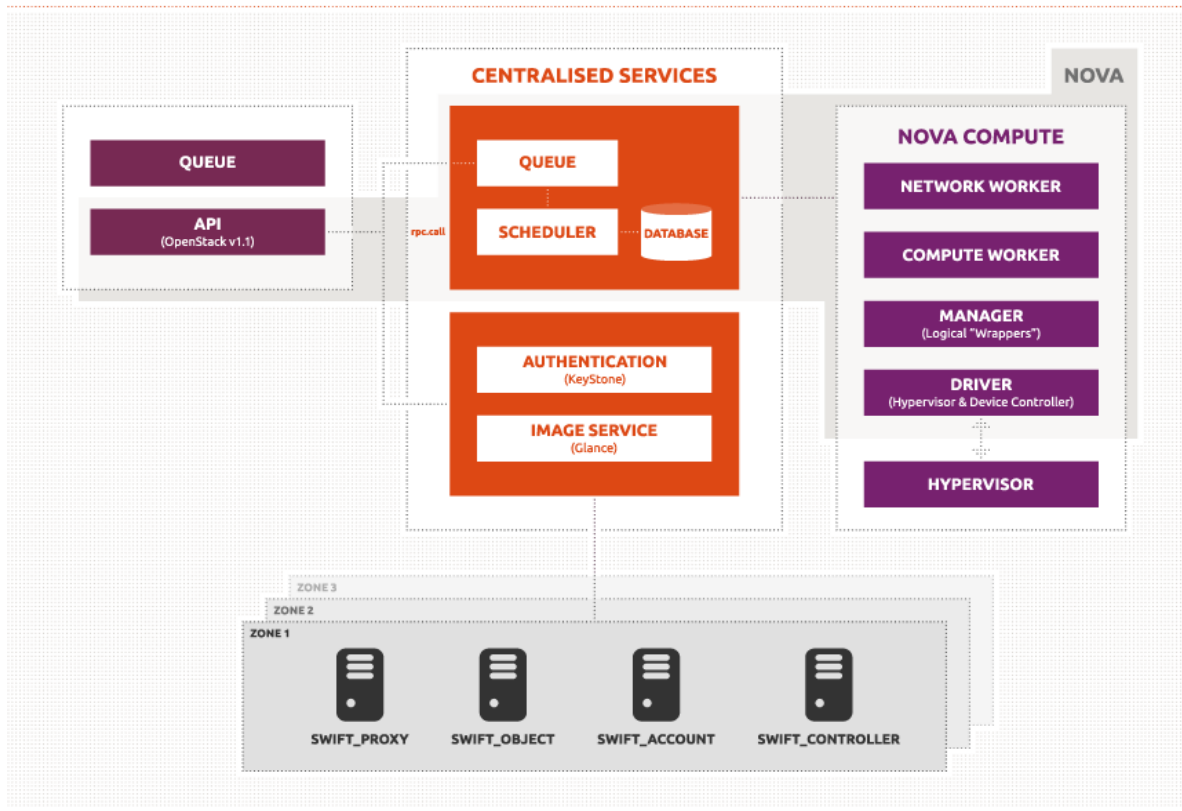 CENTRALISED SERVICES
NOVA
QUEUE
API
(OpenStack v1.1)
rpc.call
QUEUE
SCHEDULER
DATABASE
AUTHENTICATION
(KeyStone)
IMAGE SERVICE
(Glance)
NOVA COMPUTE
NETWORK WORKER
COMPUTE WORKER
MANAGER
(Logical "Wrappers")
DRIVER
(Hypervisor & Device Controller)
HYPERVISOR
ZONE 3
ZONE 2
ZONE 1
SWIFT_PROXY
SWIFT_OBJECT
SWIFT_ACCOUNT
SWIFT_CONTROLLER